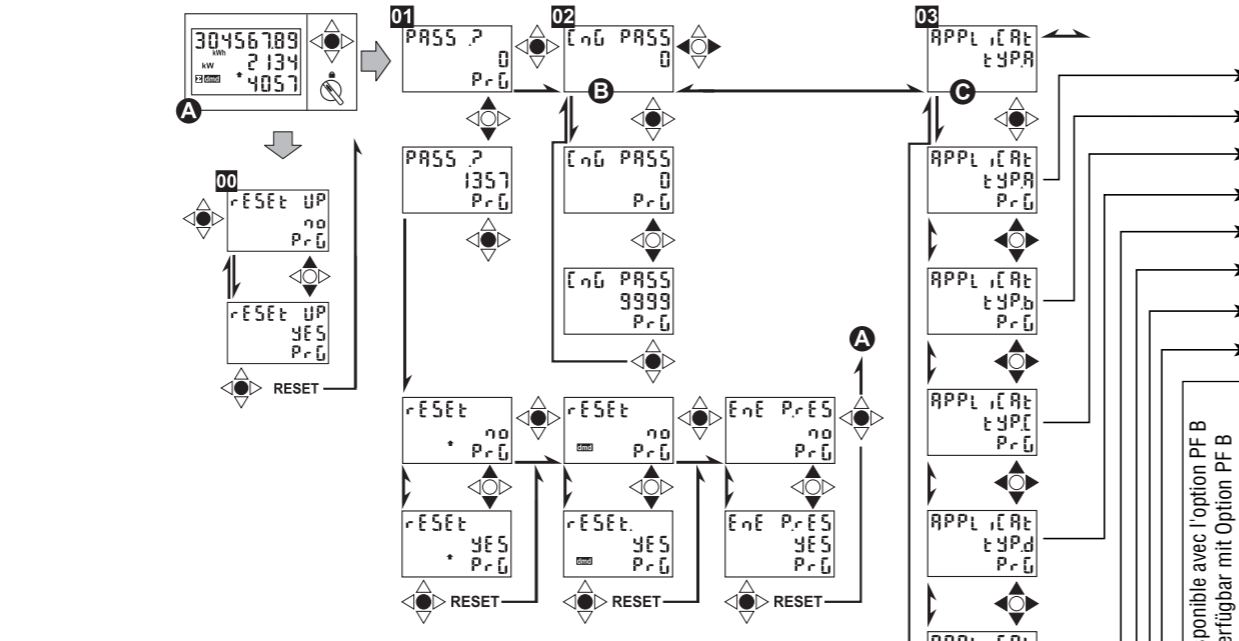 304567.89
kWh
kW 2134
Σ dmd 4057
A
00
rESEt UP
no
PrG
rESEt UP
YES
PrG
RESET
01
PASS .?
0
PrG
PASS .?
1357
PrG
02
CnG PASS
0
B
CnG PASS
0
PrG
CnG PASS
9999
PrG
A
rESEt
no
PrG
rESEt
dmd
no
PrG
EnE P.rES
no
PrG
rESEt
YES
PrG
RESET
rESEt.
dmd
YES
PrG
RESET
EnE P.rES
YES
PrG
RESET
03
APPLiCAt
tYP.A
C
APPLiCAt
tYP.A
PrG
APPLiCAt
tYP.b
PrG
APPLiCAt
tYP.C
PrG
APPLiCAt
tYP.d
PrG
APPLiCAt
ponible avec l'option PF B
erfügbar mit Option PF B